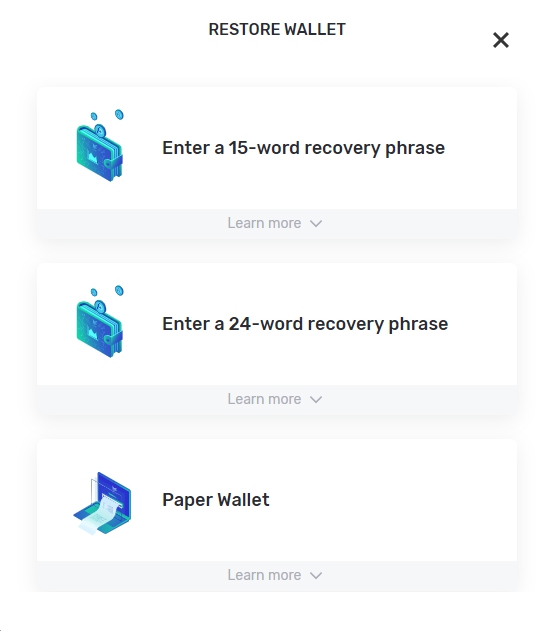 RESTORE WALLET
Enter a 15-word recovery phrase
Learn more
Enter a 24-word recovery phrase
Learn more
Paper Wallet
Learn more